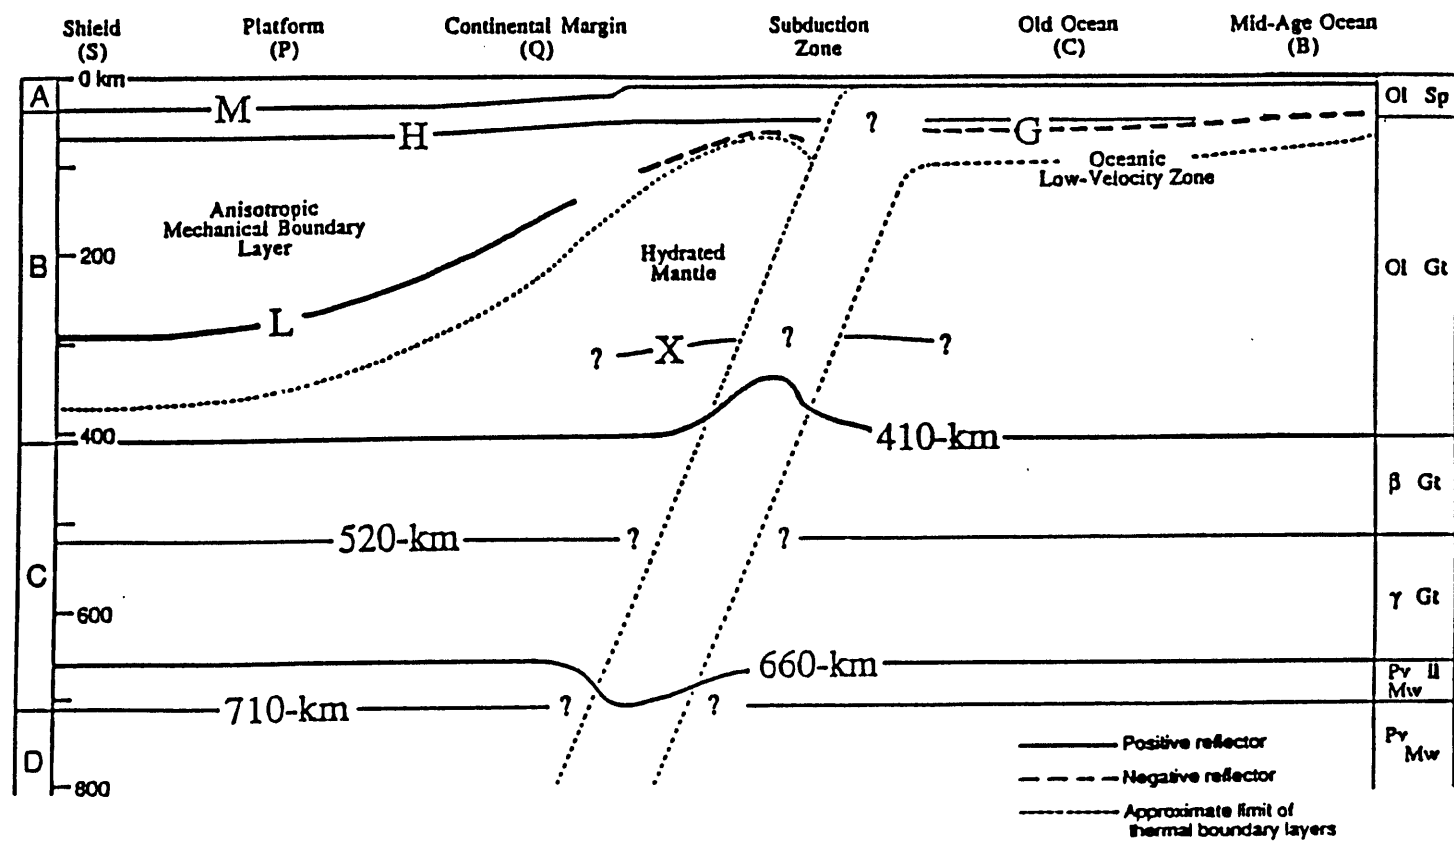 Shield
(S)
Platform
(P)
Continental Margin
(Q)
Subduction
Zone
Old Ocean
(C)
Mid-Age Ocean
(B)
0 km
A
M
Ol Sp
H
?
G
Oceanic
Low-Velocity Zone
Anisotropic
Mechanical Boundary
Layer
B
200
Hydrated
Mantle
Ol Gt
L
? X ? ?
400
410-km
β Gt
520-km ? ?
C
600
γ Gt
660-km
Pv Il
Mw
710-km ? ?
D
Pv
Mw
Positive reflector
Negative reflector
800
Approximate limit of
thermal boundary layers